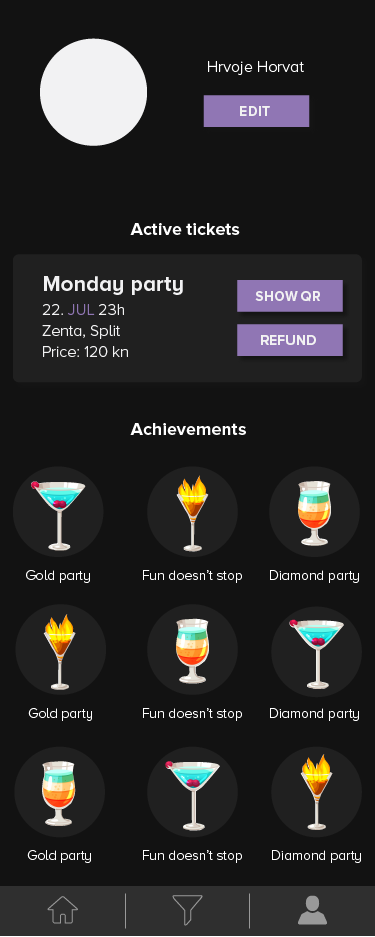 Hrvoje Horvat
EDIT
Active tickets
Monday party
22. JUL 23h
Zenta, Split
Price: 120 kn
SHOW QR
REFUND
Achievements
Gold party
Fun doesn't stop
Diamond party
Gold party
Fun doesn't stop
Diamond party
Gold party
Fun doesn't stop
Diamond party